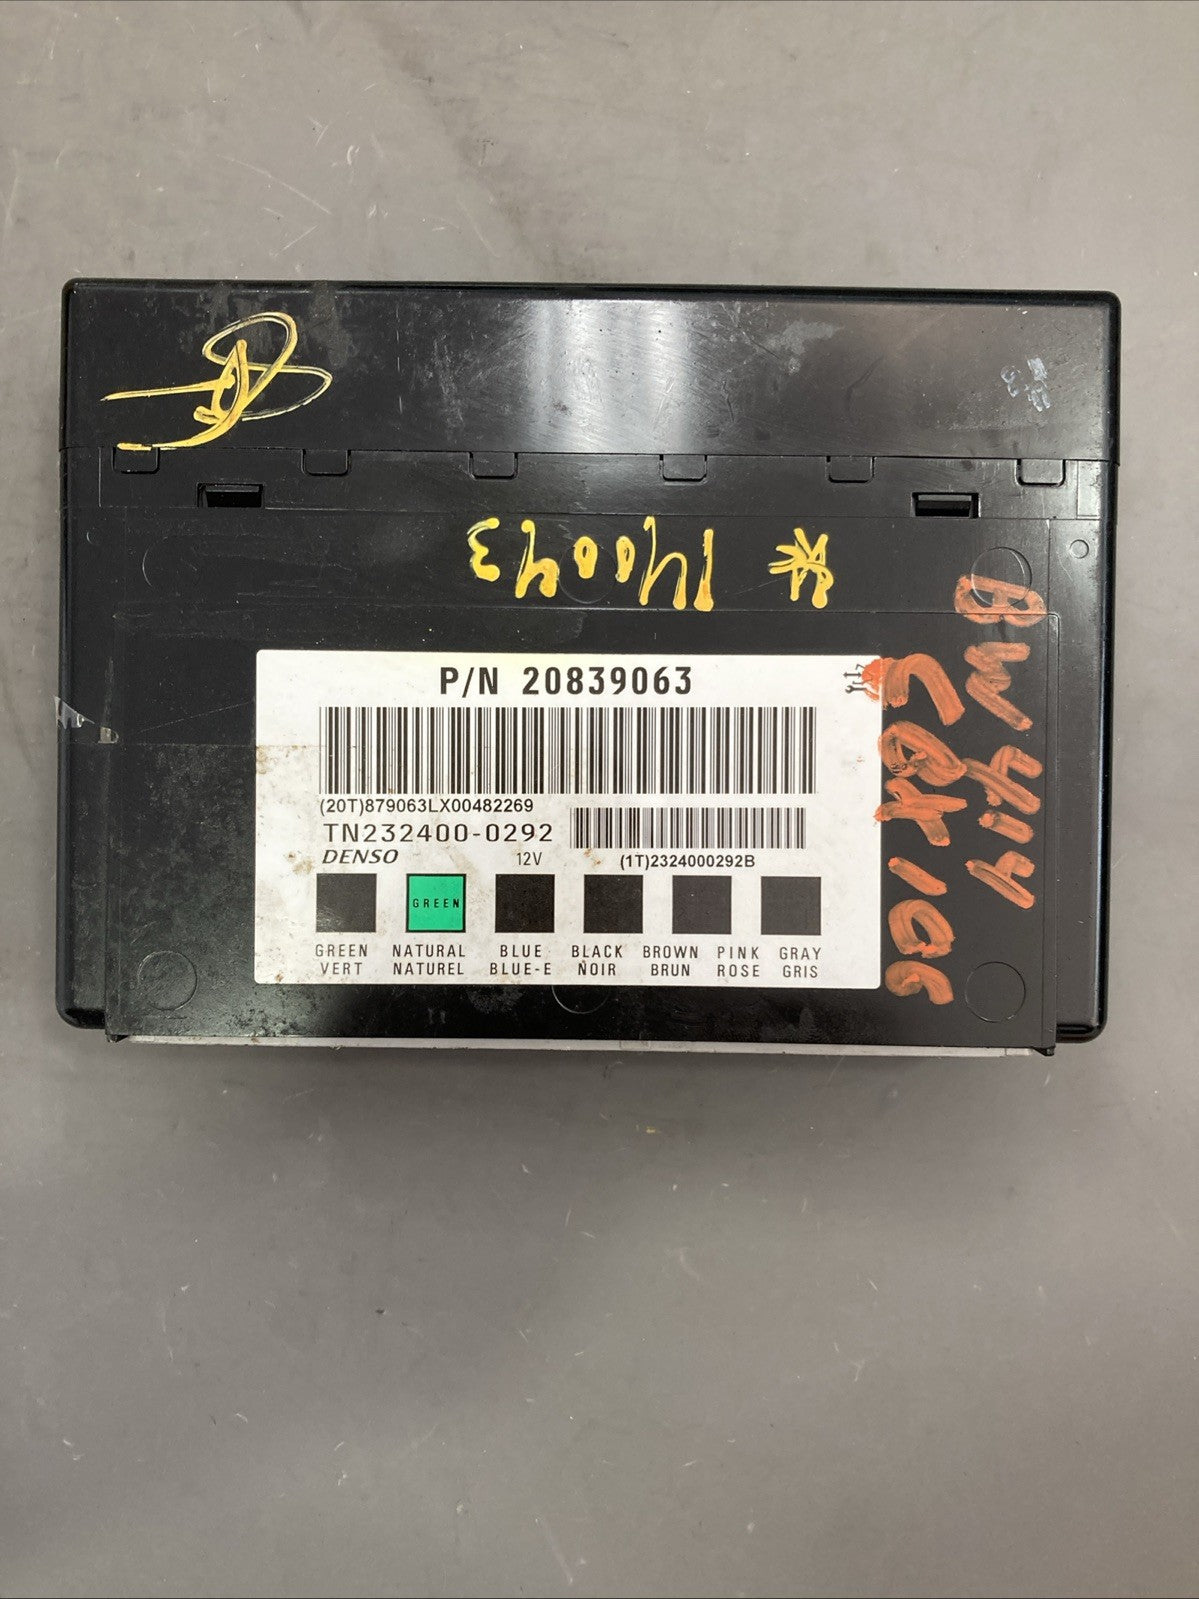 * 14043
P/N 20839063
(20T)879063LX00482269
TN232400-0292
DENSO 12V (1T)2324000292B
GREEN
GREEN NATURAL BLUE BLACK BROWN PINK GRAY
VERT NATUREL BLUE-E NOIR BRUN ROSE GRIS